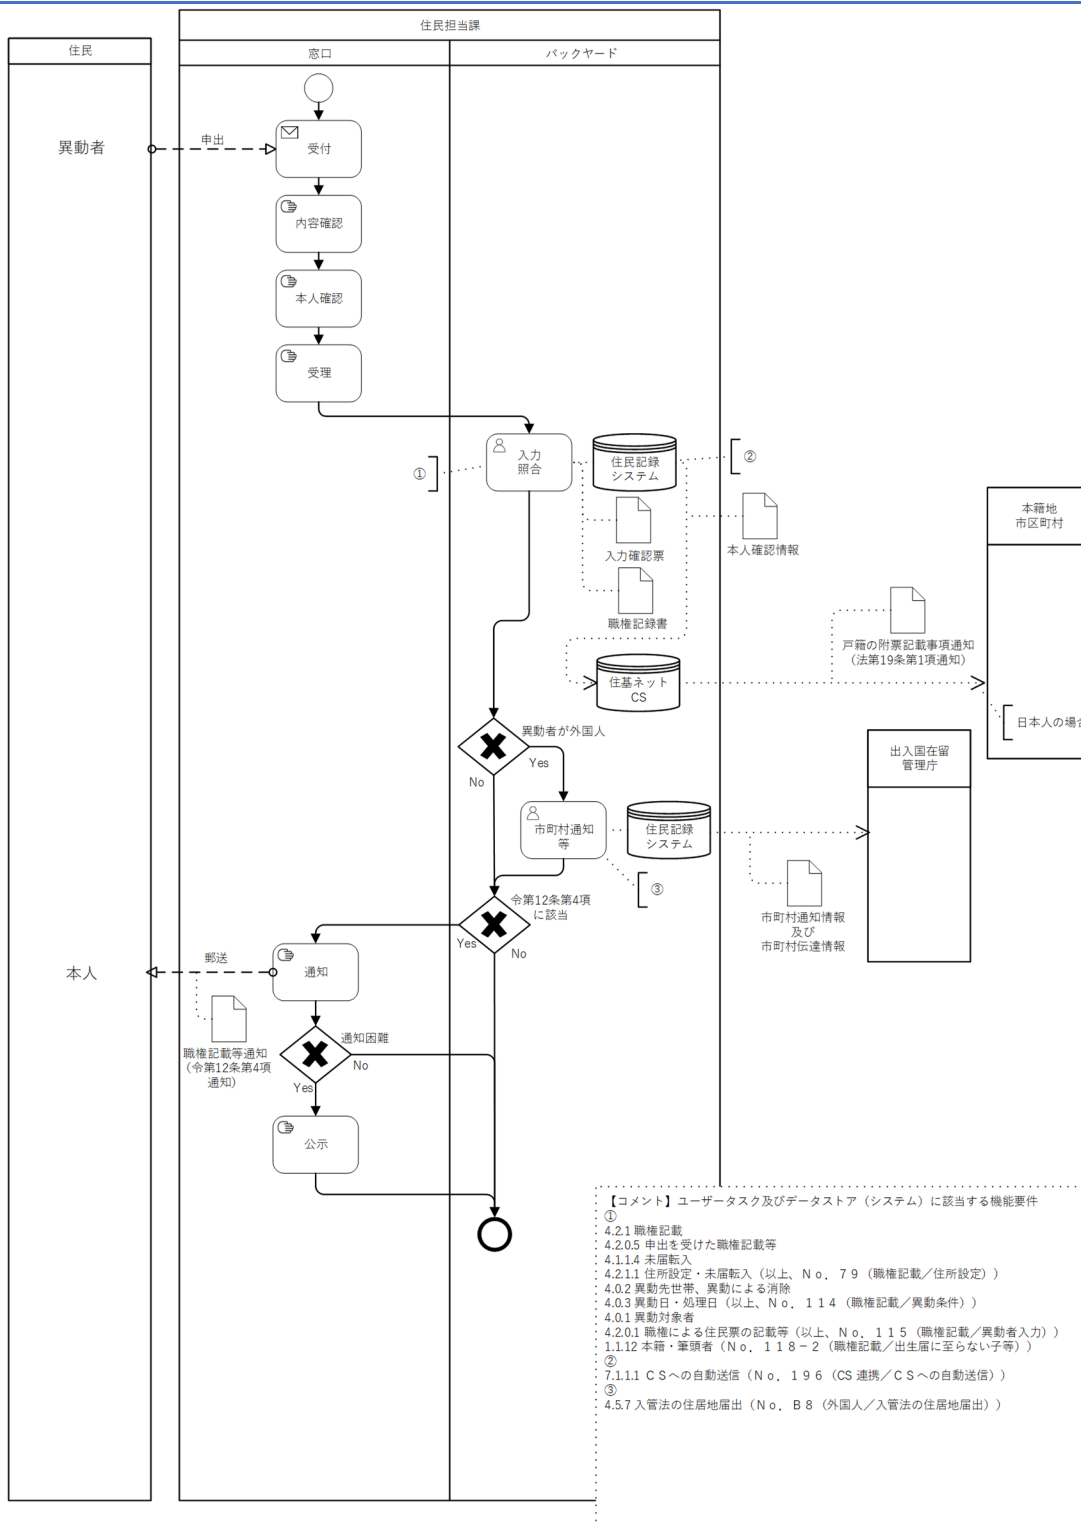 住民担当課
住民
窓口
バックヤード
異動者
申出
受付
内容確認
本人確認
受理
①
入力
照合
住民記録
システム
②
入力確認票
本人確認情報
職権記録書
本籍地
市区町村
戸籍の附票記載事項通知
（法第19条第1項通知）
住基ネット
CS
日本人の場合
異動者が外国人
Yes
No
出入国在留
管理庁
市町村通知
等
住民記録
システム
③
市町村通知情報
及び
市町村伝達情報
令第12条第4項
に該当
Yes
No
本人
郵送
通知
職権記載等通知
（令第12条第4項
通知）
通知困難
No
Yes
公示
【コメント】ユーザータスク及びデータストア（システム）に該当する機能要件
①
4.2.1 職権記載
4.2.0.5 申出を受けた職権記載等
4.1.1.4 未届転入
4.2.1.1 住所設定・未届転入（以上、Ｎｏ．７９（職権記載／住所設定））
4.0.2 異動先世帯、異動による消除
4.0.3 異動日・処理日（以上、Ｎｏ．１１４（職権記載／異動条件））
4.0.1 異動対象者
4.2.0.1 職権による住民票の記載等（以上、Ｎｏ．１１５（職権記載／異動者入力））
1.1.12 本籍・筆頭者（Ｎｏ．１１８－２（職権記載／出生届に至らない子等））
②
7.1.1.1 ＣＳへの自動送信（Ｎｏ．１９６（CS 連携／ＣＳへの自動送信））
③
4.5.7 入管法の住居地届出（Ｎｏ．Ｂ８（外国人／入管法の住居地届出））